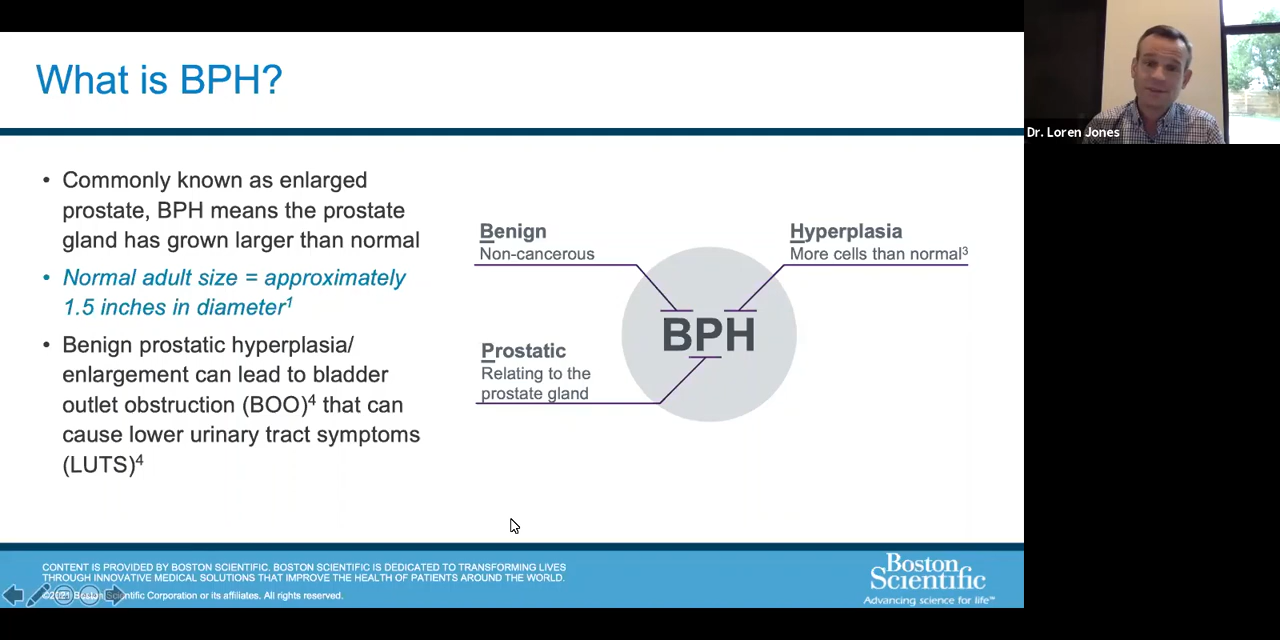 What is BPH?
• Commonly known as enlarged
prostate, BPH means the prostate
gland has grown larger than normal
• Normal adult size = approximately
1.5 inches in diameter¹
• Benign prostatic hyperplasia/
enlargement can lead to bladder
outlet obstruction (BOO)⁴ that can
cause lower urinary tract symptoms
(LUTS)⁴
Benign
Non-cancerous
Hyperplasia
More cells than normal³
BPH
Prostatic
Relating to the
prostate gland
CONTENT IS PROVIDED BY BOSTON SCIENTIFIC. BOSTON SCIENTIFIC IS DEDICATED TO TRANSFORMING LIVES
THROUGH INNOVATIVE MEDICAL SOLUTIONS THAT IMPROVE THE HEALTH OF PATIENTS AROUND THE WORLD.
©2021 Boston Scientific Corporation or its affiliates. All rights reserved.
Boston
Scientific
Advancing science for life™
Dr. Loren Jones